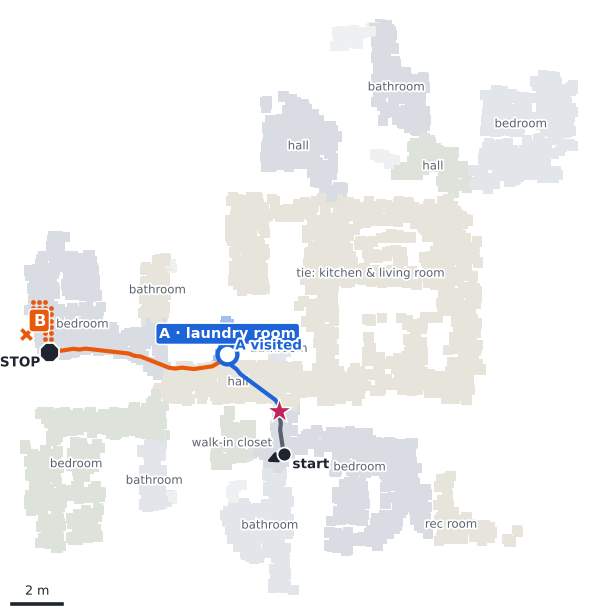 bathroom
bedroom
hall
hall
tie: kitchen & living room
bathroom
B
bedroom
A · laundry room
A visited
STOP
hall
walk-in closet
start
bedroom
bedroom
bathroom
bathroom
rec room
2 m